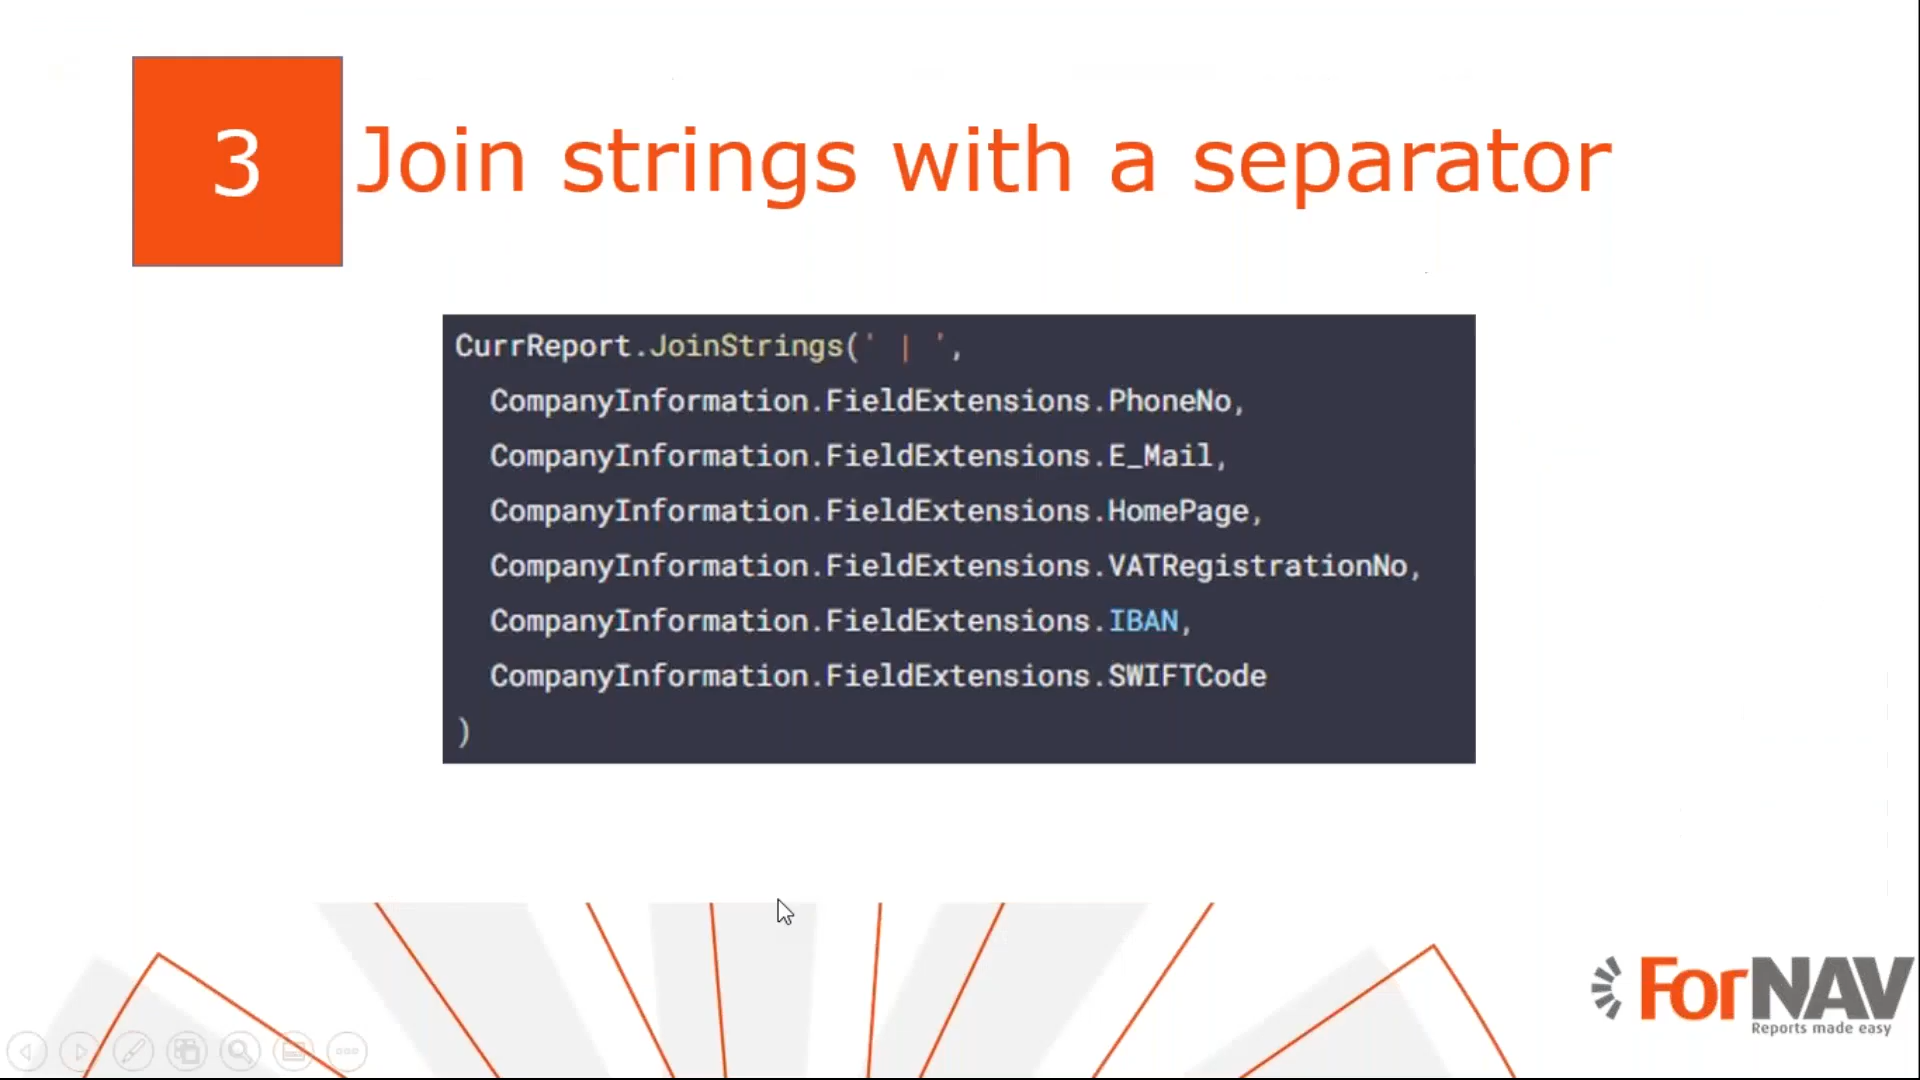 3
Join strings with a separator
CurrReport.JoinStrings(' | ',
CompanyInformation.FieldExtensions.PhoneNo,
CompanyInformation.FieldExtensions.E_Mail,
CompanyInformation.FieldExtensions.HomePage,
CompanyInformation.FieldExtensions.VATRegistrationNo,
CompanyInformation.FieldExtensions.IBAN,
CompanyInformation.FieldExtensions.SWIFTCode
)
ForNAV
Reports made easy